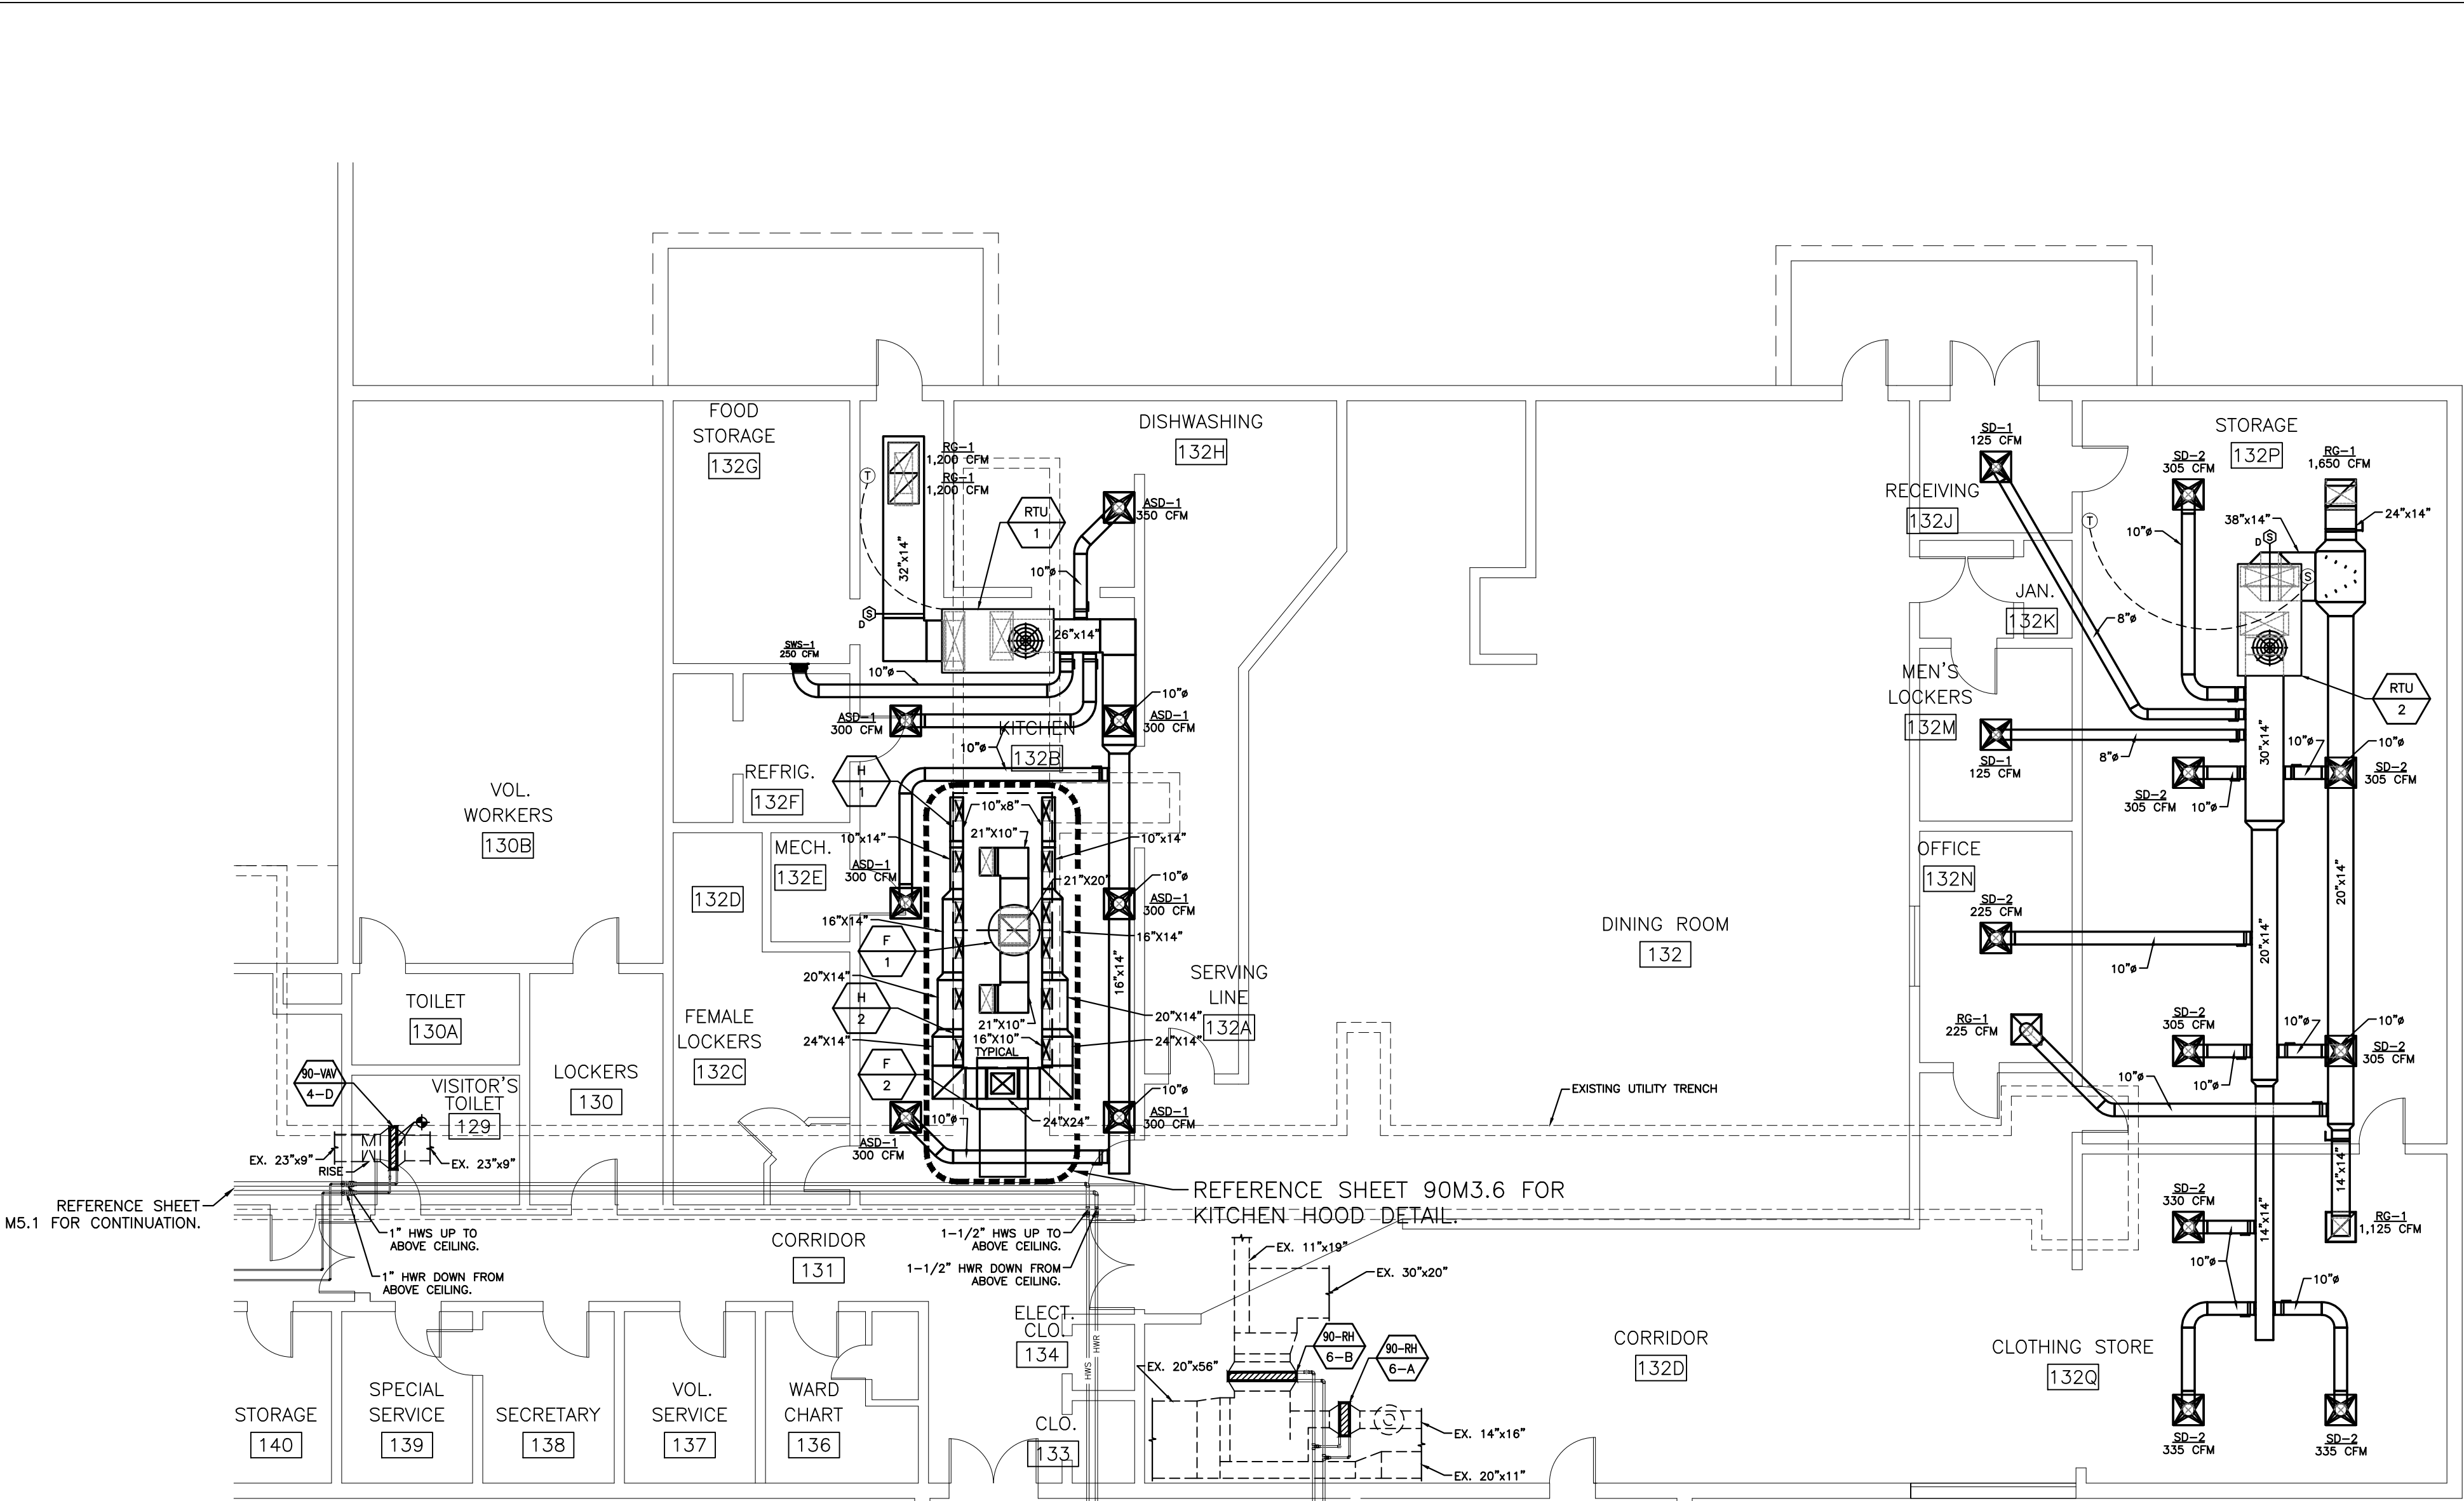 FOOD
STORAGE
132G
RG-1
1,200 CFM
RG-1
1,200 CFM
T
32"x14"
S
D
RTU
1
DISHWASHING
132H
ASD-1
350 CFM
10"ø
26"x14"
SWS-1
250 CFM
10"ø
ASD-1
300 CFM
KITCHEN
132B
10"ø
10"ø
ASD-1
300 CFM
REFRIG.
132F
H
1
10"x8"
10"x14"
21"X10"
10"x14"
MECH.
132E
ASD-1
300 CFM
21"X20"
10"ø
ASD-1
300 CFM
132D
16"X14"
16"X14"
F
1
20"X14"
H
2
21"X10"
20"X14"
16"X10"
TYPICAL
24"X14"
24"X14"
F
2
16"x14"
24"X24"
10"ø
10"ø
ASD-1
300 CFM
ASD-1
300 CFM
SERVING
LINE
132A
VOL.
WORKERS
130B
TOILET
130A
FEMALE
LOCKERS
132C
LOCKERS
130
90-VAV
4-D
VISITOR'S
TOILET
129
EX. 23"x9"
RISE
EX. 23"x9"
REFERENCE SHEET
M5.1 FOR CONTINUATION.
1" HWS UP TO
ABOVE CEILING.
1" HWR DOWN FROM
ABOVE CEILING.
CORRIDOR
131
1-1/2" HWS UP TO
ABOVE CEILING.
1-1/2" HWR DOWN FROM
ABOVE CEILING.
REFERENCE SHEET 90M3.6 FOR
KITCHEN HOOD DETAIL.
STORAGE
140
SPECIAL
SERVICE
139
SECRETARY
138
VOL.
SERVICE
137
WARD
CHART
136
ELECT.
CLO.
134
HWS
HWR
CLO.
133
EX. 11"x19"
EX. 30"x20"
EX. 20"x56"
90-RH
6-B
90-RH
6-A
EX. 14"x16"
EX. 20"x11"
DINING ROOM
132
EXISTING UTILITY TRENCH
CORRIDOR
132D
SD-1
125 CFM
RECEIVING
132J
JAN.
132K
8"ø
MEN'S
LOCKERS
132M
SD-1
125 CFM
8"ø
OFFICE
132N
SD-2
225 CFM
10"ø
RG-1
225 CFM
10"ø
STORAGE
132P
SD-2
305 CFM
RG-1
1,650 CFM
T
10"ø
38"x14"
24"x14"
S
D
S
RTU
2
30"x14"
10"ø
10"ø
SD-2
305 CFM
10"ø
SD-2
305 CFM
20"x14"
20"x14"
SD-2
305 CFM
10"ø
10"ø
10"ø
SD-2
305 CFM
14"x14"
SD-2
330 CFM
14"x14"
RG-1
1,125 CFM
10"ø
10"ø
CLOTHING STORE
132Q
SD-2
335 CFM
SD-2
335 CFM